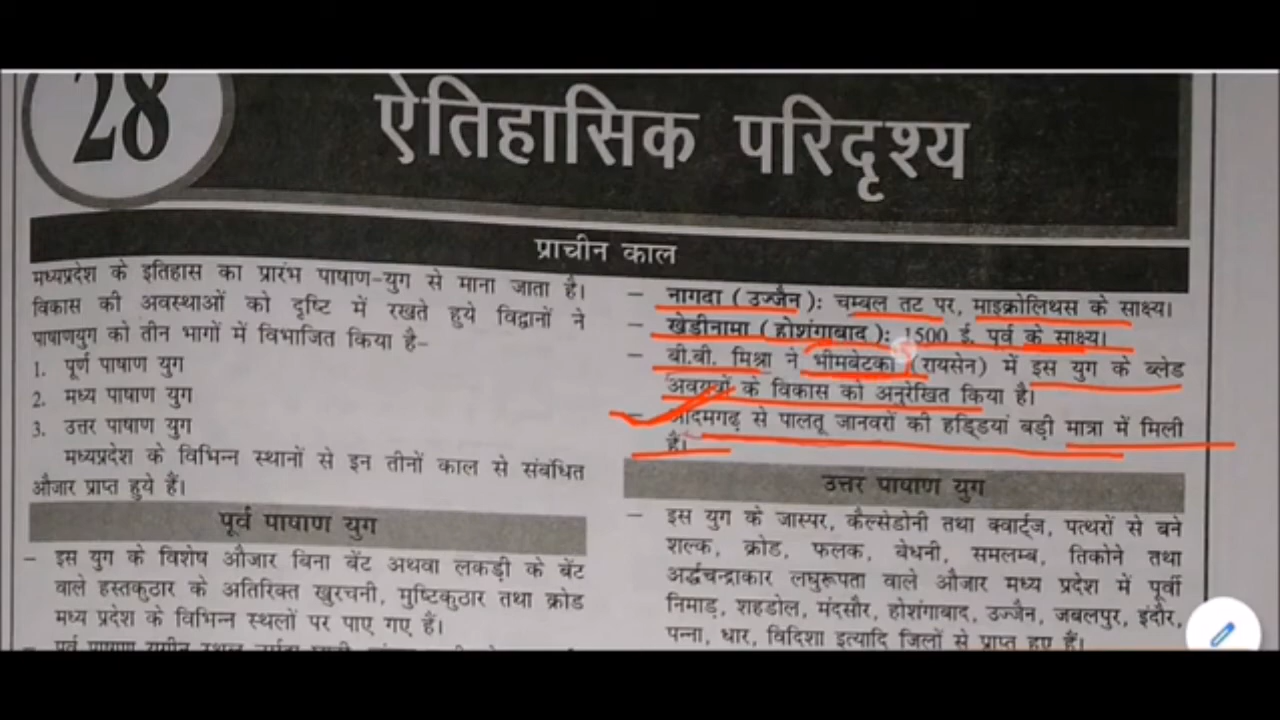 28
ऐतिहासिक परिदृश्य
प्राचीन काल
मध्यप्रदेश के इतिहास का प्रारंभ पाषाण-युग से माना जाता है।
विकास की अवस्थाओं को दृष्टि में रखते हुये विद्वानों ने
पाषाणयुग को तीन भागों में विभाजित किया है-
1. पूर्ण पाषाण युग
2. मध्य पाषाण युग
3. उत्तर पाषाण युग
मध्यप्रदेश के विभिन्न स्थानों से इन तीनों काल से संबंधित
औजार प्राप्त हुये हैं।
पूर्व पाषाण युग
– इस युग के विशेष औजार बिना बेंट अथवा लकड़ी के बेंट
वाले हस्तकुठार के अतिरिक्त खुरचनी, मुष्टिकुठार तथा क्रोड
मध्य प्रदेश के विभिन्न स्थलों पर पाए गए हैं।
– नागदा (उज्जैन): चम्बल तट पर, माइक्रोलिथस के साक्ष्य।
– खेडीनामा (होशंगाबाद): 1500 ई. पूर्व के साक्ष्य।
– बी.बी. मिश्रा ने भीमबेटका (रायसेन) में इस युग के ब्लेड
अवयवों के विकास को अनुरेखित किया है।
– आदमगढ़ से पालतू जानवरों की हड्डियां बड़ी मात्रा में मिली
हैं।
उत्तर पाषाण युग
– इस युग के जास्पर, कैल्सेडोनी तथा क्वार्ट्ज, पत्थरों से बने
शल्क, क्रोड, फलक, बेधनी, समलम्ब, तिकोने तथा
अर्द्धचन्द्राकार लघुरूपता वाले औजार मध्य प्रदेश में पूर्वी
निमाड़, शहडोल, मंदसौर, होशंगाबाद, उज्जैन, जबलपुर, इंदौर,
पन्ना, धार, विदिशा इत्यादि जिलों से प्राप्त हुए हैं।